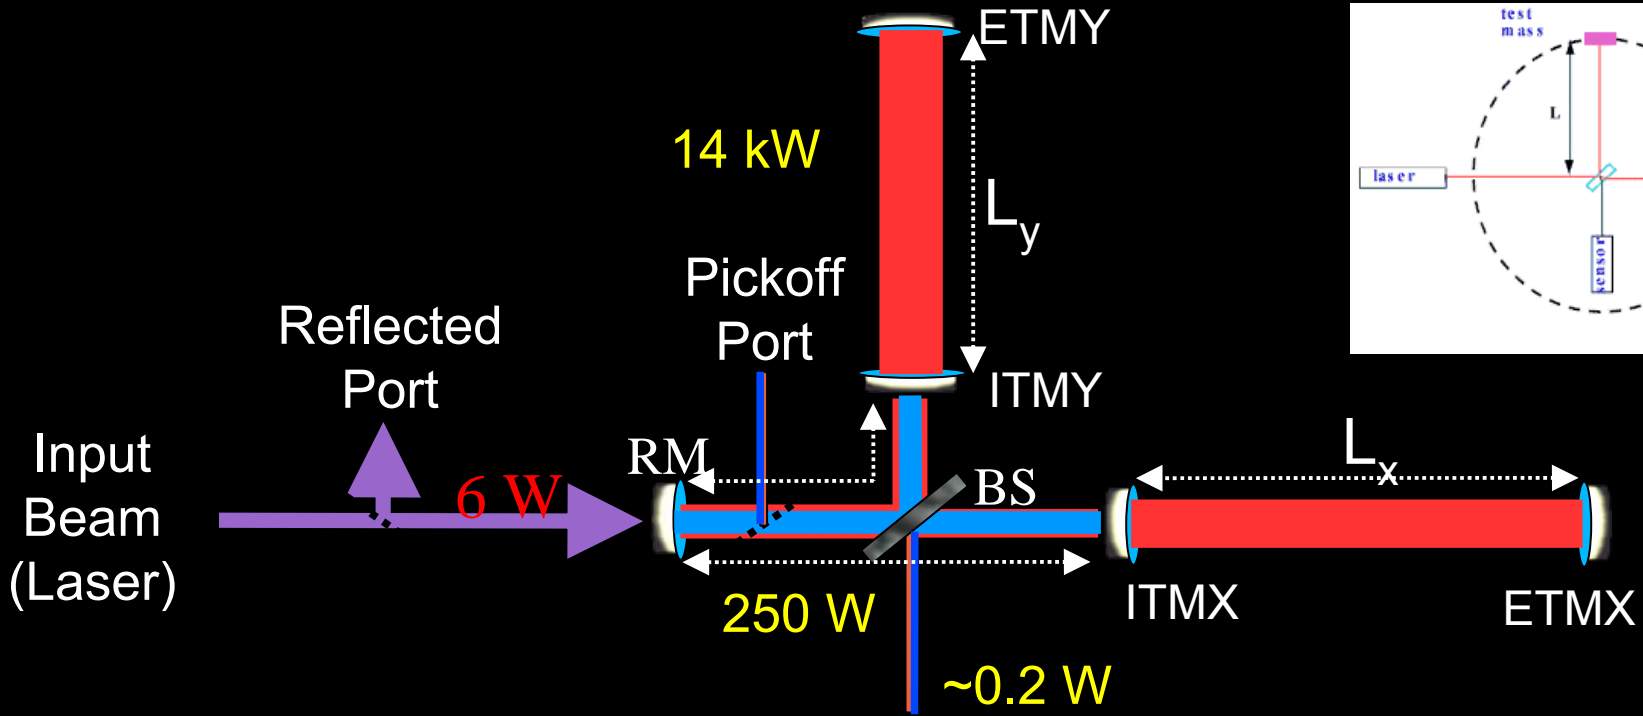 ETMY
test
mass
14 kW
L
Ly
laser
sensor
Pickoff
Port
Reflected
Port
ITMY
Input
Beam
(Laser)
RM
6 W
BS
Lx
250 W
ITMX
ETMX
~0.2 W